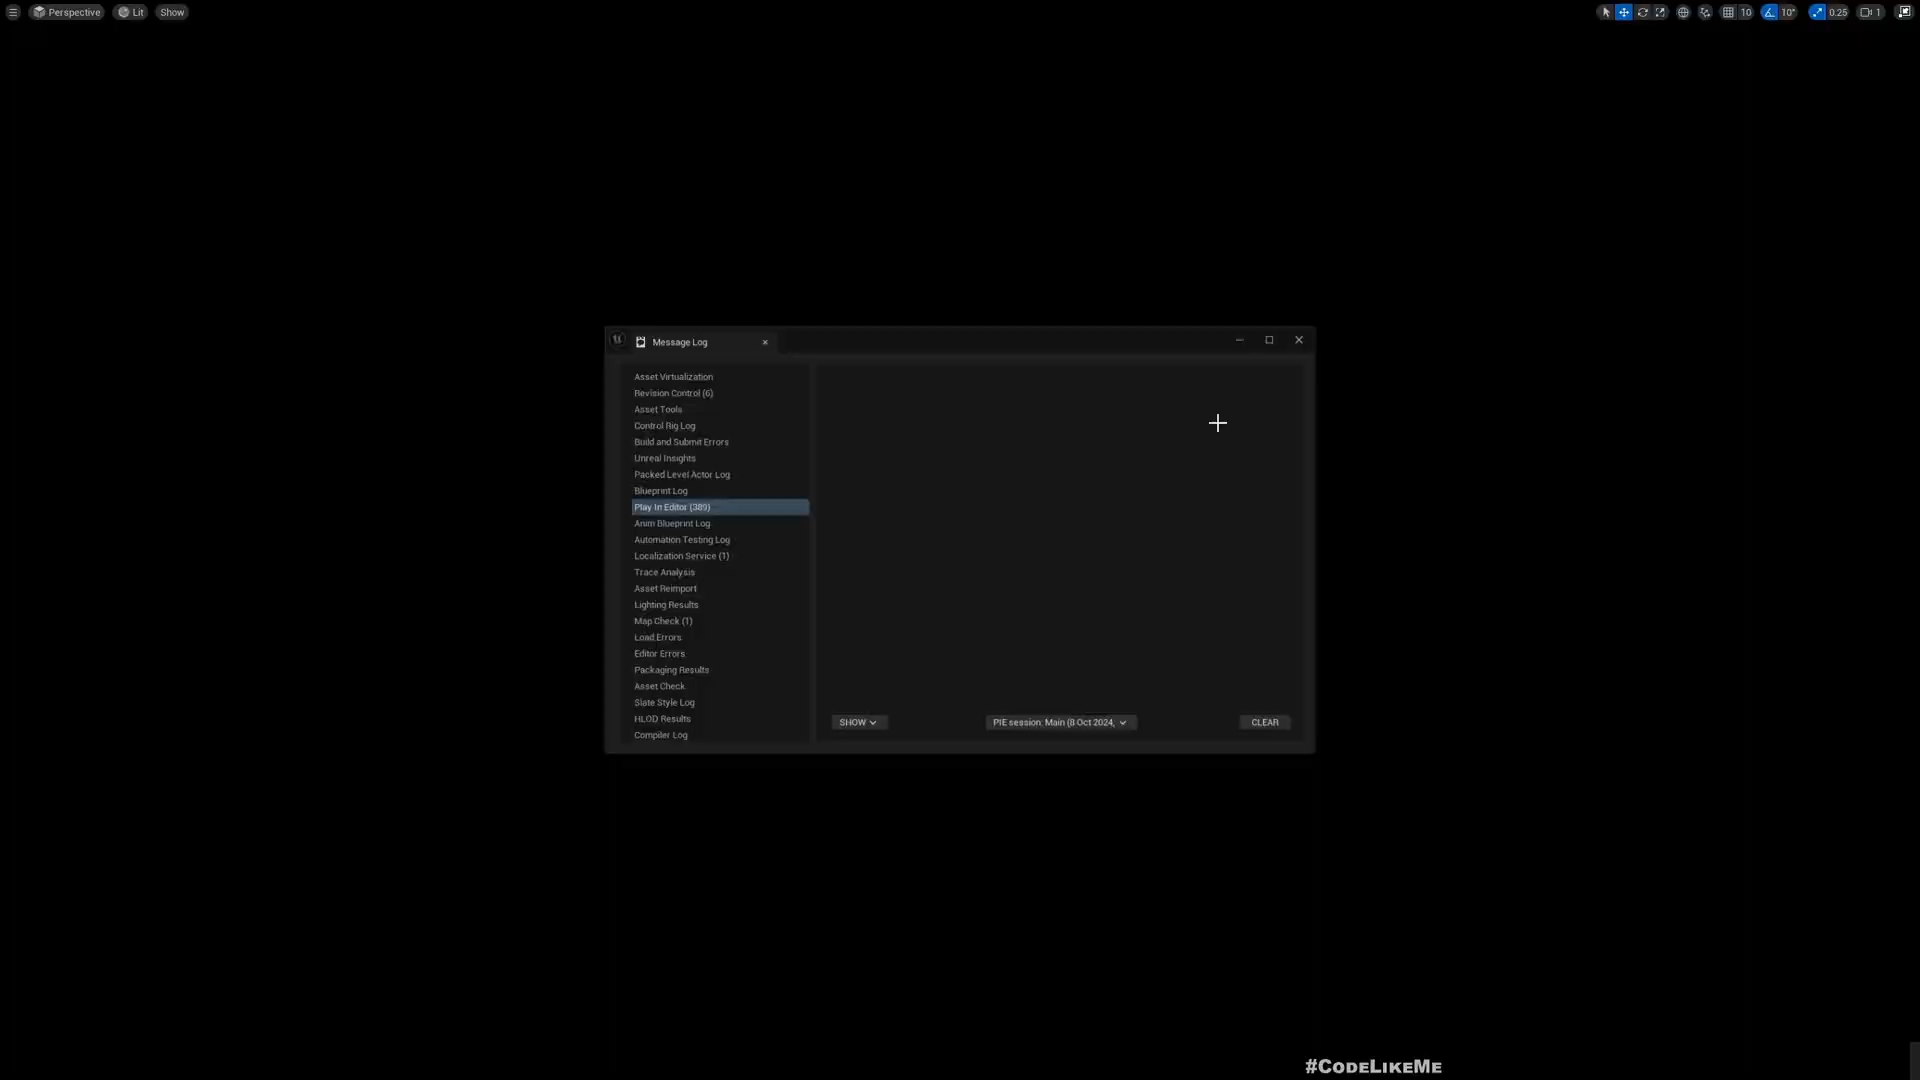 Perspective
Lit
Show
10
10°
0.25
1
Message Log
Asset Virtualization
Revision Control (6)
Asset Tools
Control Rig Log
Build and Submit Errors
Unreal Insights
Packed Level Actor Log
Blueprint Log
Play In Editor (389)
Anim Blueprint Log
Automation Testing Log
Localization Service (1)
Trace Analysis
Asset Reimport
Lighting Results
Map Check (1)
Load Errors
Editor Errors
Packaging Results
Asset Check
Slate Style Log
HLOD Results
Compiler Log
SHOW
PIE session: Main (8 Oct 2024,
CLEAR
#CodeLikeMe